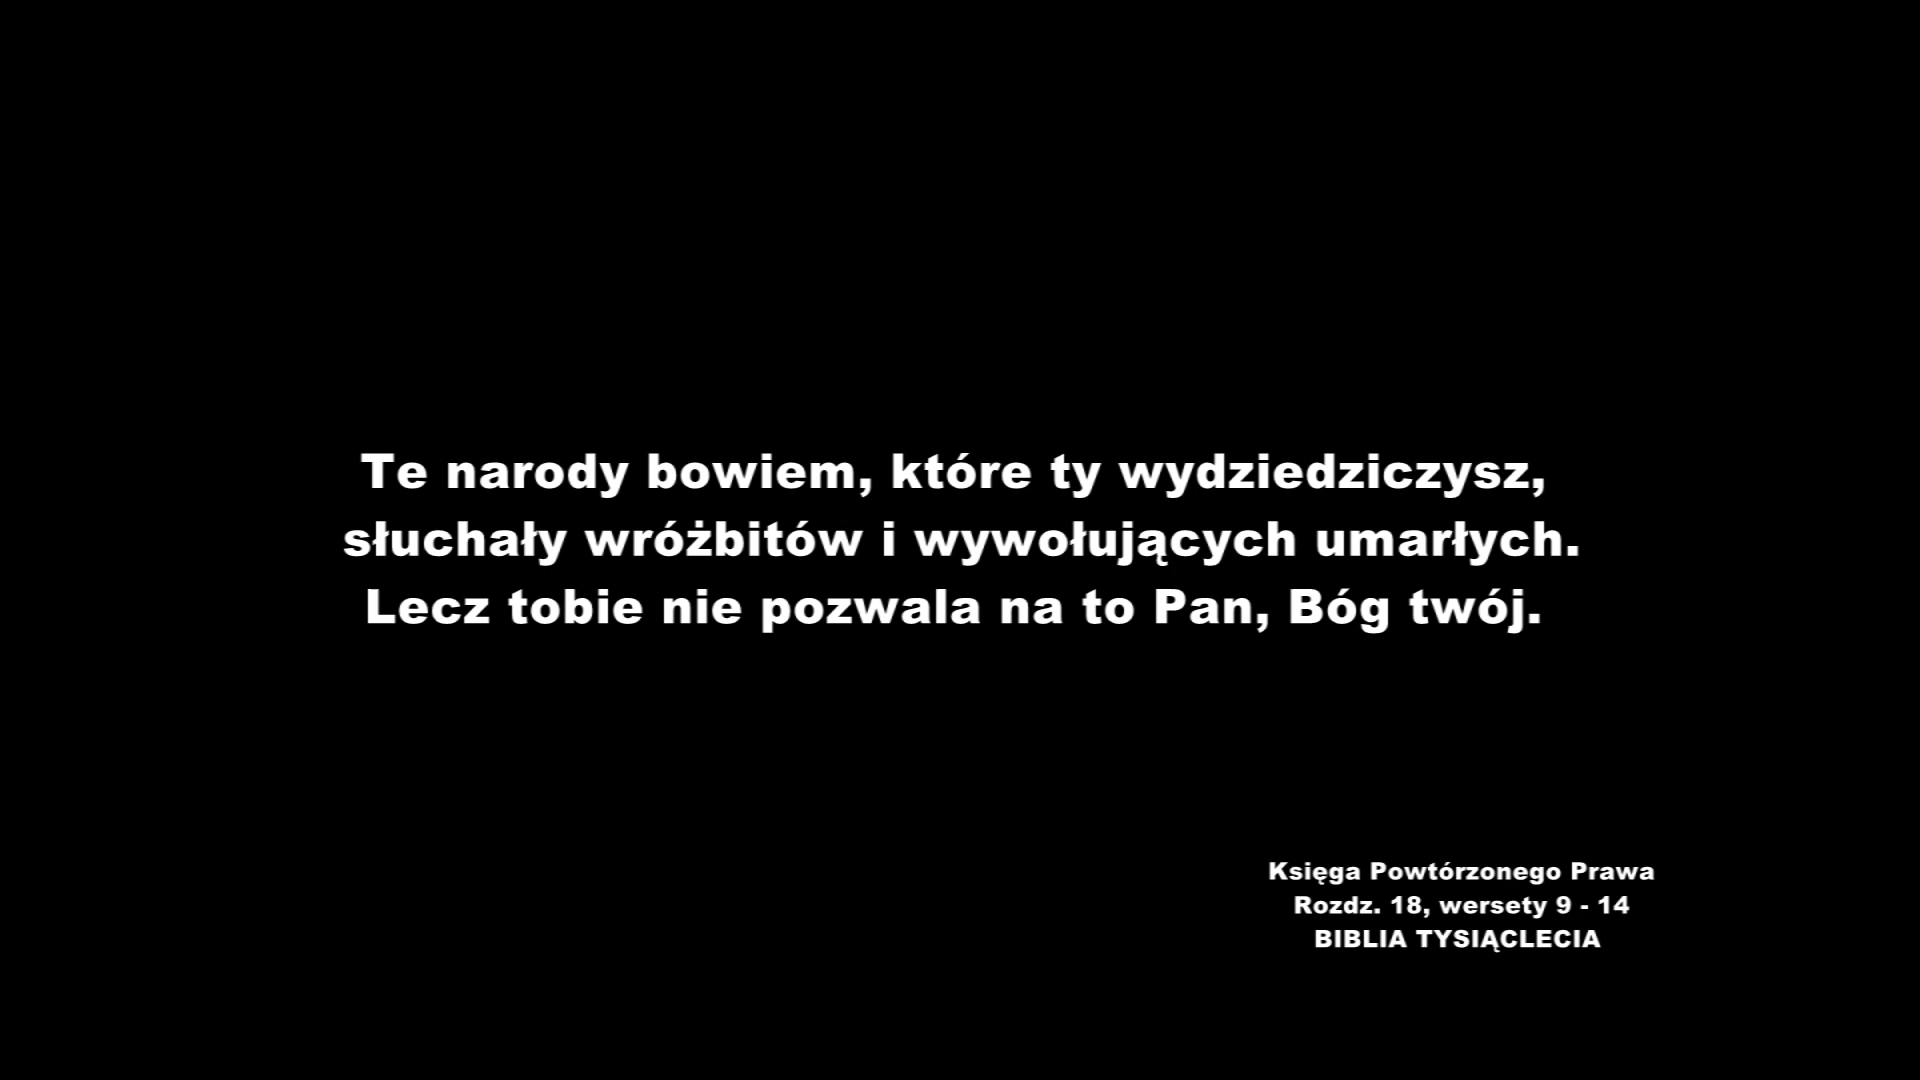 Te narody bowiem, które ty wydziedziczysz,
słuchały wróżbitów i wywołujących umarłych.
Lecz tobie nie pozwala na to Pan, Bóg twój.
Księga Powtórzonego Prawa
Rozdz. 18, wersety 9 - 14
BIBLIA TYSIĄCLECIA